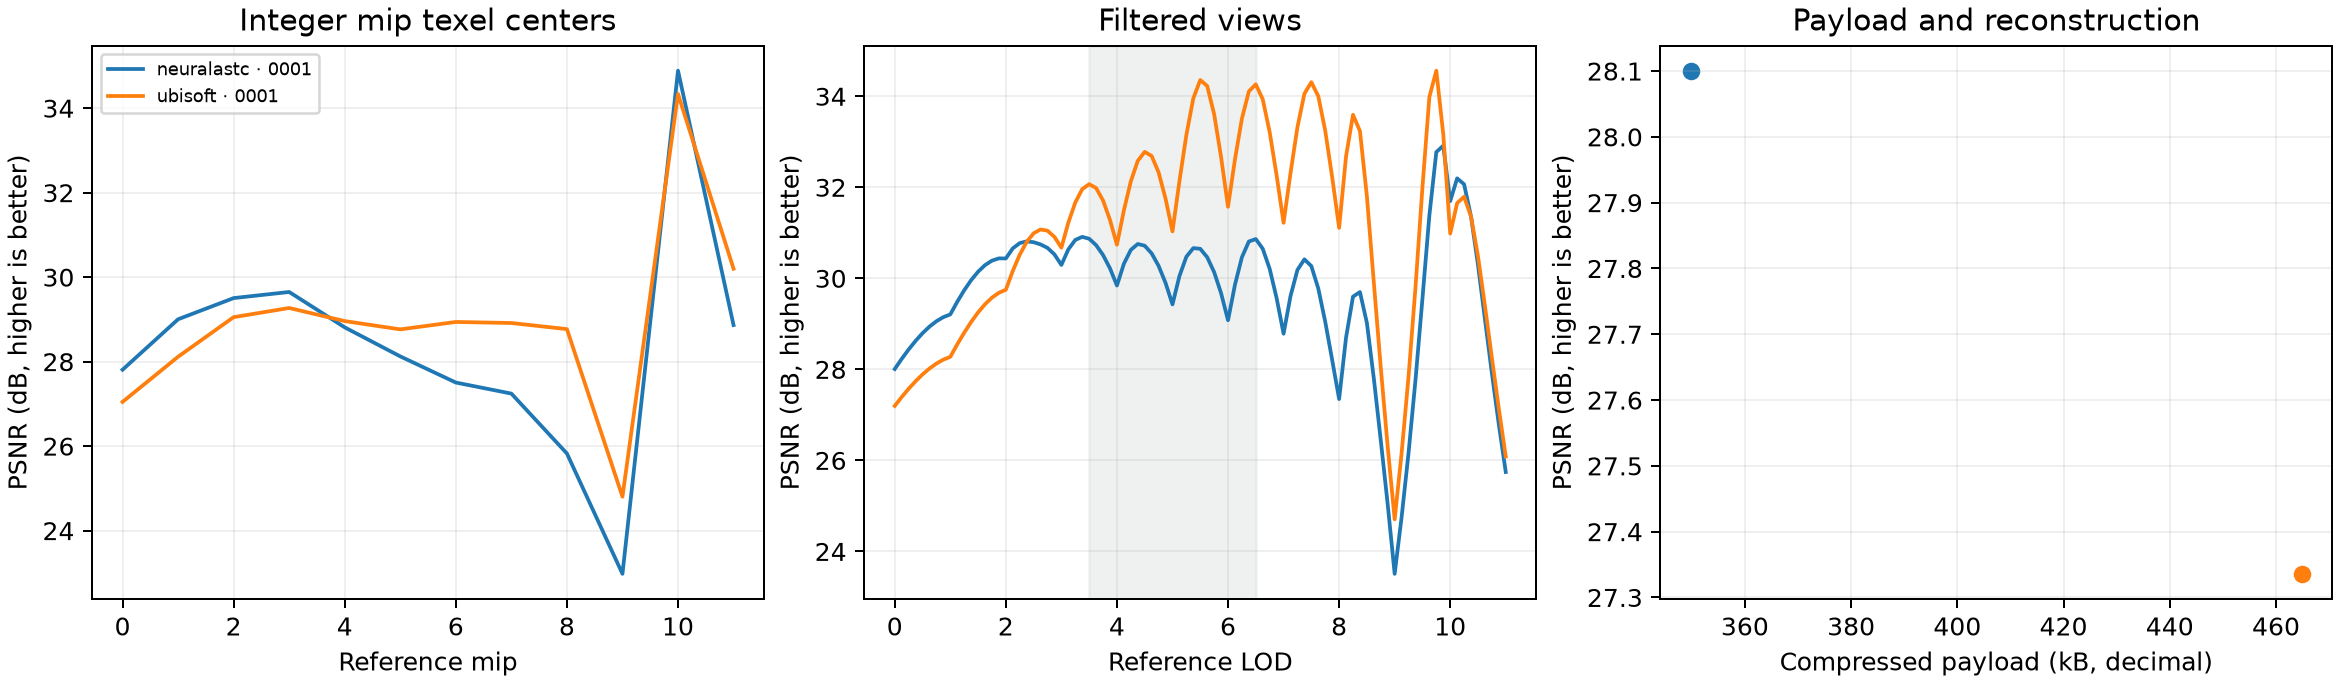 Integer mip texel centers
neuralastc · 0001
ubisoft · 0001
PSNR (dB, higher is better)
34
32
30
28
26
24
0 2 4 6 8 10
Reference mip
Filtered views
PSNR (dB, higher is better)
34
32
30
28
26
24
0 2 4 6 8 10
Reference LOD
Payload and reconstruction
PSNR (dB, higher is better)
28.1
28.0
27.9
27.8
27.7
27.6
27.5
27.4
27.3
360 380 400 420 440 460
Compressed payload (kB, decimal)